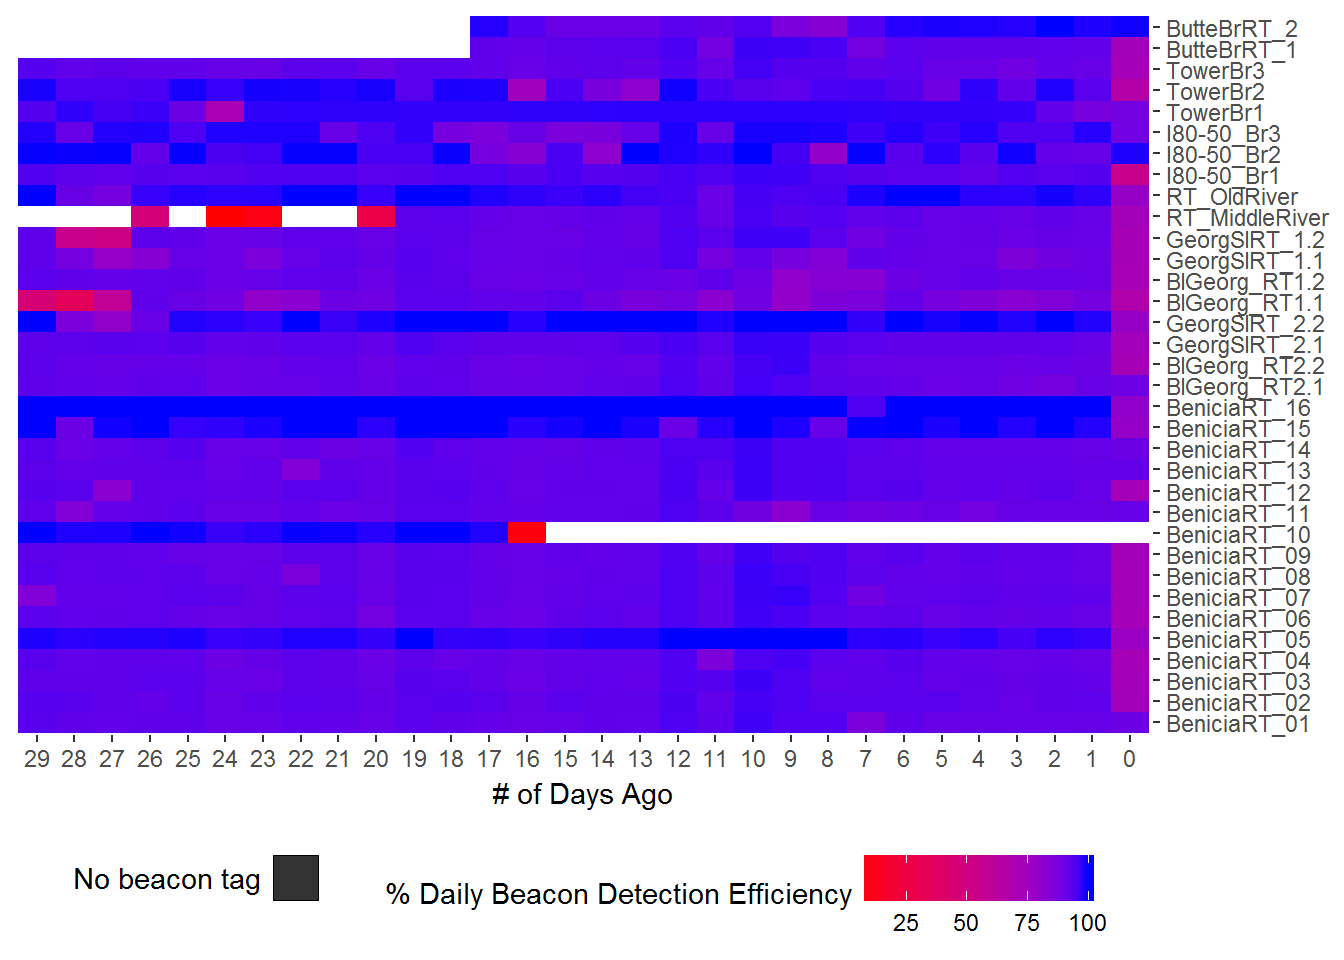 ButteBrRT_2
ButteBrRT_1
TowerBr3
TowerBr2
TowerBr1
I80-50_Br3
I80-50_Br2
I80-50_Br1
RT_OldRiver
RT_MiddleRiver
GeorgSlRT_1.2
GeorgSlRT_1.1
BlGeorg_RT1.2
BlGeorg_RT1.1
GeorgSlRT_2.2
GeorgSlRT_2.1
BlGeorg_RT2.2
BlGeorg_RT2.1
BeniciaRT_16
BeniciaRT_15
BeniciaRT_14
BeniciaRT_13
BeniciaRT_12
BeniciaRT_11
BeniciaRT_10
BeniciaRT_09
BeniciaRT_08
BeniciaRT_07
BeniciaRT_06
BeniciaRT_05
BeniciaRT_04
BeniciaRT_03
BeniciaRT_02
BeniciaRT_01
29 28 27 26 25 24 23 22 21 20 19 18 17 16 15 14 13 12 11 10 9 8 7 6 5 4 3 2 1 0
# of Days Ago
No beacon tag
% Daily Beacon Detection Efficiency
25 50 75 100